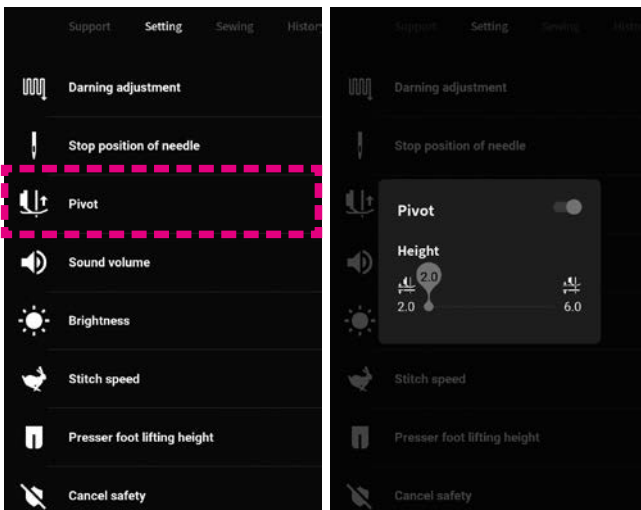 Support Setting Sewing History
Darning adjustment
Stop position of needle
Pivot
Sound volume
Brightness
Stitch speed
Presser foot lifting height
Cancel safety
Support Setting Sewing
Darning adjustment
Stop position of needle
Pivot
Height
2.0
2.0 6.0
Stitch speed
Presser foot lifting height
Cancel safety